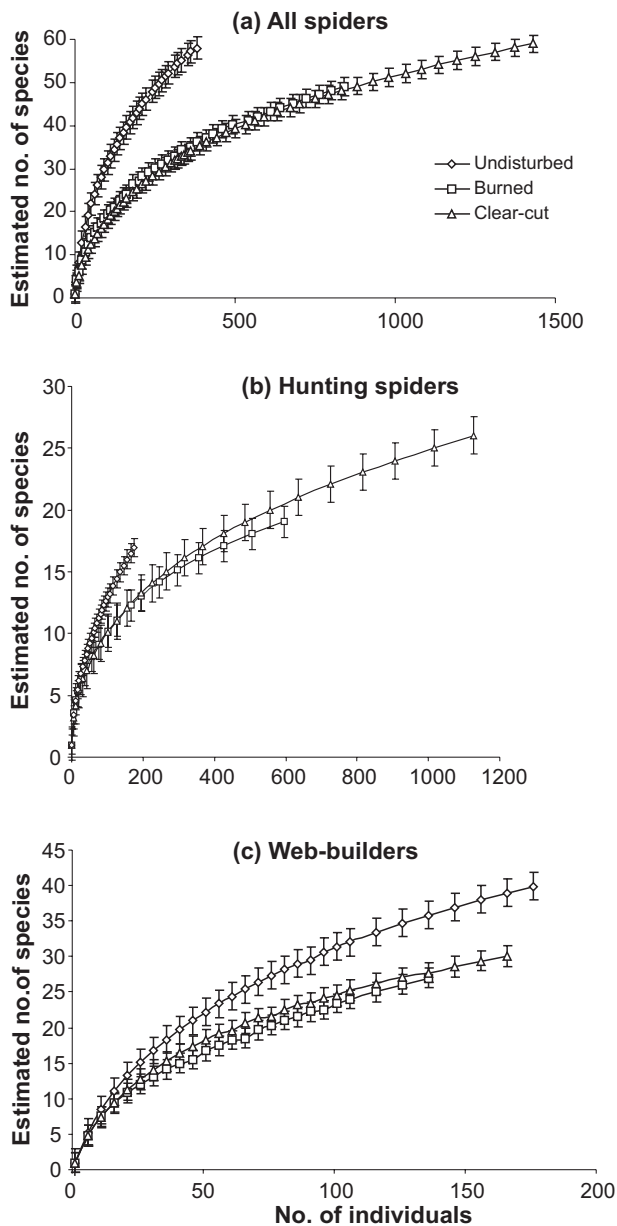 (a) All spiders
Estimated no. of species
60
50
40
30
20
10
0
0 500 1000 1500
Undisturbed
Burned
Clear-cut
(b) Hunting spiders
Estimated no. of species
30
25
20
15
10
5
0
0 200 400 600 800 1000 1200
(c) Web-builders
Estimated no.of species
45
40
35
30
25
20
15
10
5
0
0 50 100 150 200
No. of individuals